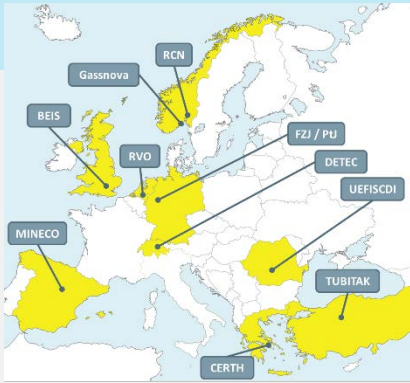 RCN
Gassnova
BEIS
RVO
FZJ / PtJ
DETEC
UEFISCDI
MINECO
TUBITAK
CERTH